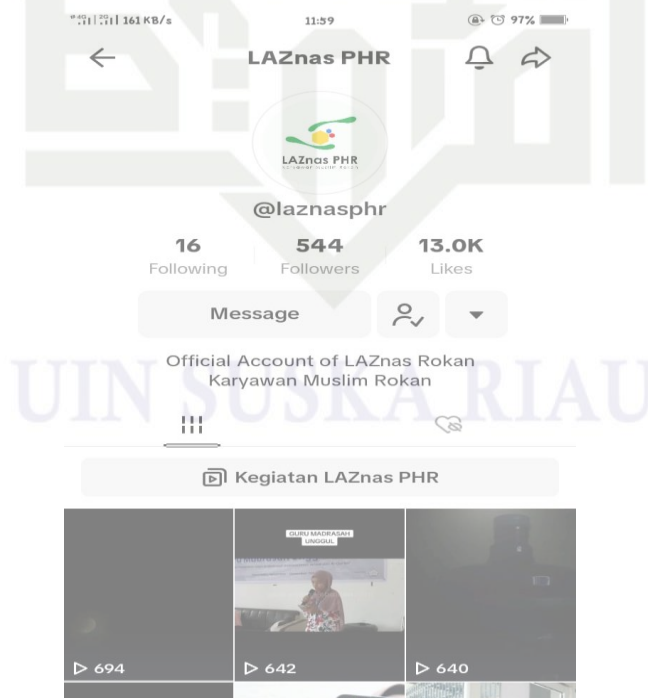 161 KB/s 11:59 97%
LAZnas PHR
LAZnas PHR
@laznasphr
16 544 13.0K
Following Followers Likes
Message
Official Account of LAZnas Rokan
Karyawan Muslim Rokan
UIN SUSKA RIAU
Kegiatan LAZnas PHR
GURU MADRASAH
UNGGUL
694 642 640